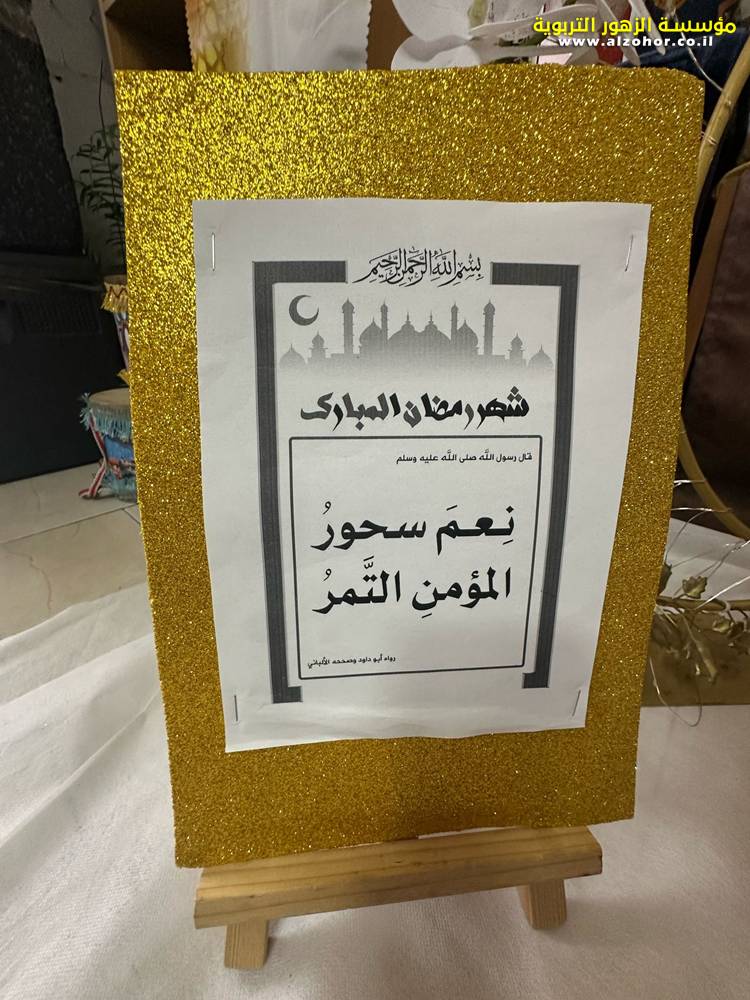 مؤسسة الزهور التربوية
www.alzohor.co.il
بسم الله الرحمن الرحيم
شهر رمضان المبارك
قال رسول الله صلى الله عليه وسلم
نِعمَ سحورُ
المؤمنِ التَّمرُ
رواه أبو داود وصححه الألباني